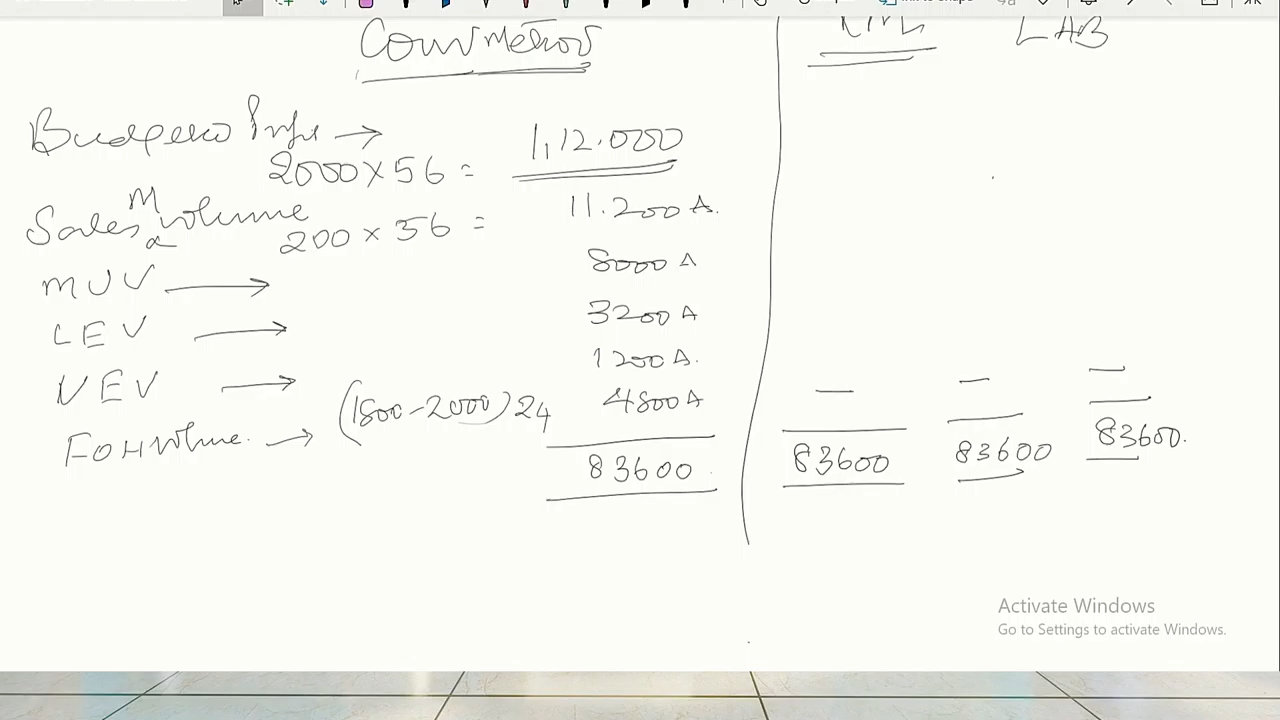 Conv Method
LAB
Budgeted Profit →
2000 x 56 = 1,12.000
Sales M volume
200 x 56 = 11.200 A.
MUV → 8000 A
LEV → 3200 A
VEV → 1200 A.
FOH Volume. → (1800-2000) 24 4800 A
83600 83600 83600 83600.
Activate Windows
Go to Settings to activate Windows.